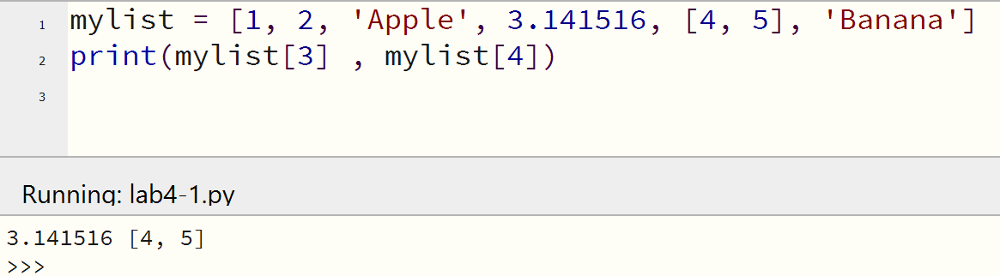 1 mylist = [1, 2, 'Apple', 3.141516, [4, 5], 'Banana']
2 print(mylist[3] , mylist[4])
3
Running: lab4-1.py
3.141516 [4, 5]
>>>